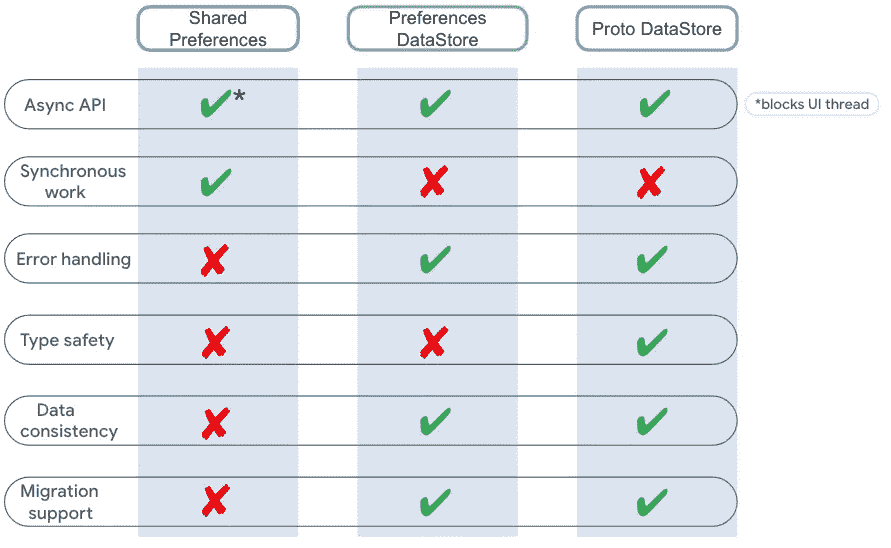 Shared
Preferences
Preferences
DataStore
Proto DataStore
Async API
✔*
✔
✔
*blocks UI thread
Synchronous
work
✔
✘
✘
Error handling
✘
✔
✔
Type safety
✘
✘
✔
Data
consistency
✘
✔
✔
Migration
support
✘
✔
✔